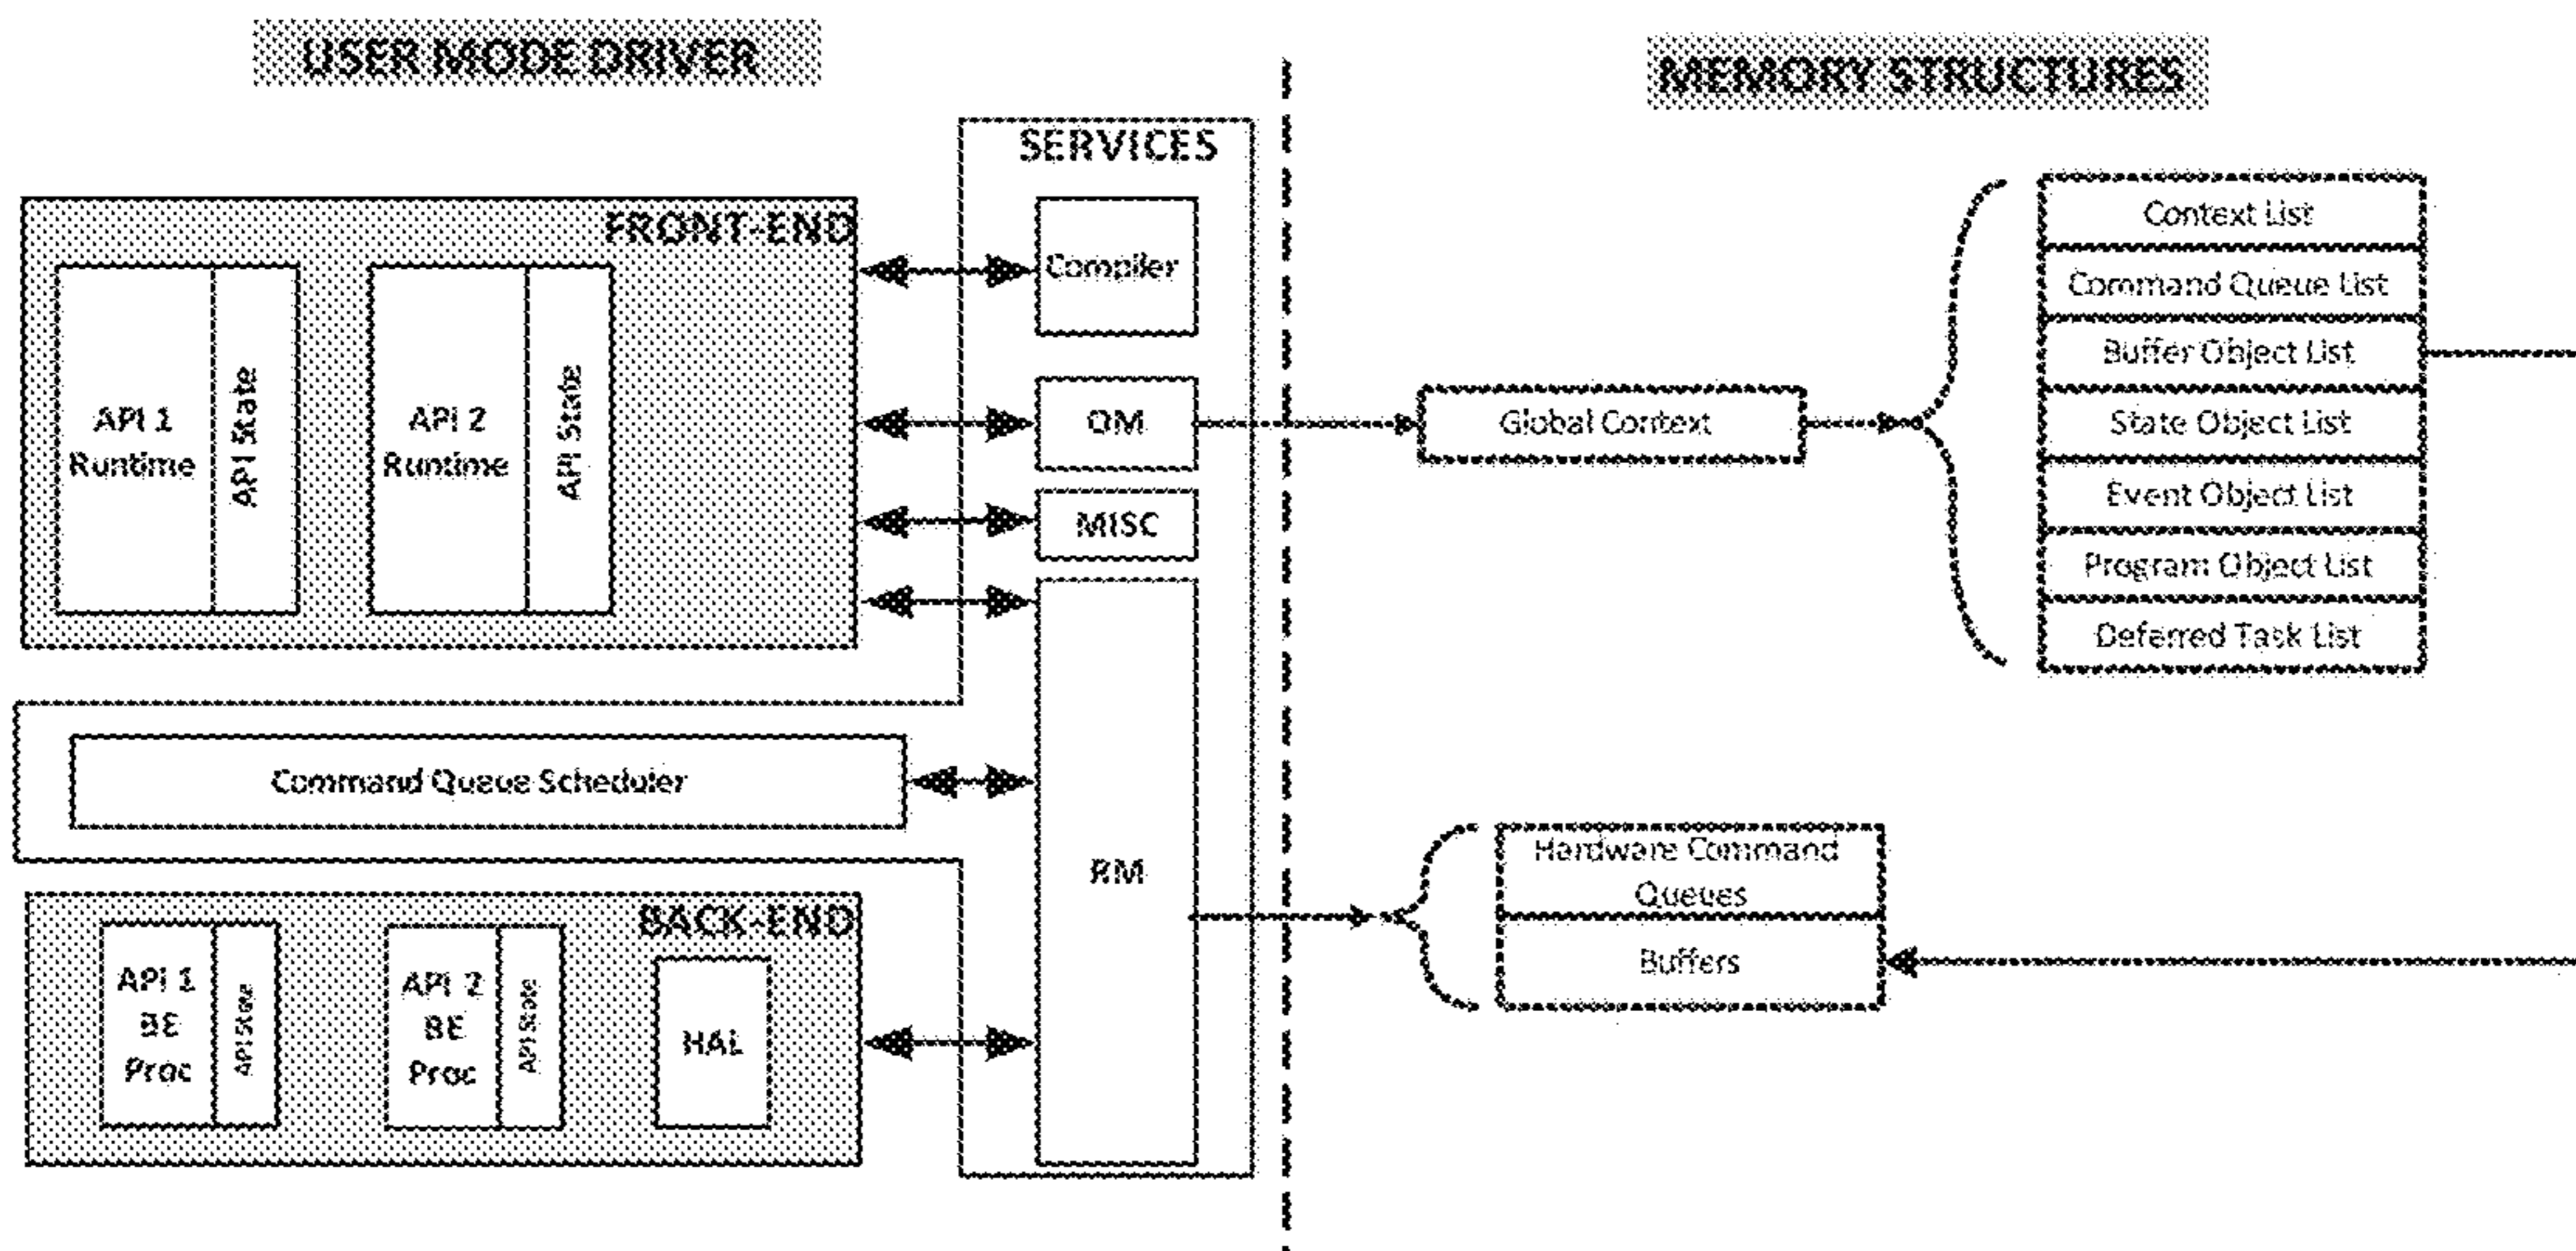 USER MODE DRIVER
MEMORY STRUCTURES
SERVICES
FRONT-END
API 1
Runtime
API State
API 2
Runtime
API State
Compiler
OM
MISC
RM
Command Queue Scheduler
BACK-END
API 1
BE
Proc
API State
API 2
BE
Proc
API State
HAL
Global Context
Context List
Command Queue List
Buffer Object List
State Object List
Event Object List
Program Object List
Deferred Task List
Hardware Command
Queues
Buffers